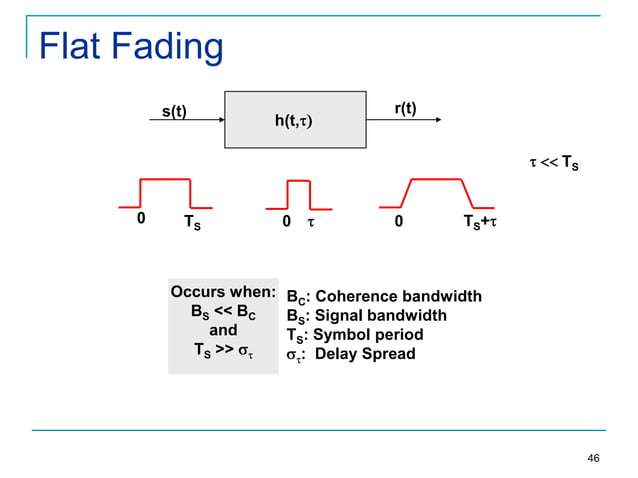 Flat Fading
s(t)
h(t,τ)
r(t)
τ << TS
0 TS
0 τ
0 TS+τ
Occurs when:
BS << BC
and
TS >> στ
BC: Coherence bandwidth
BS: Signal bandwidth
TS: Symbol period
στ: Delay Spread
46